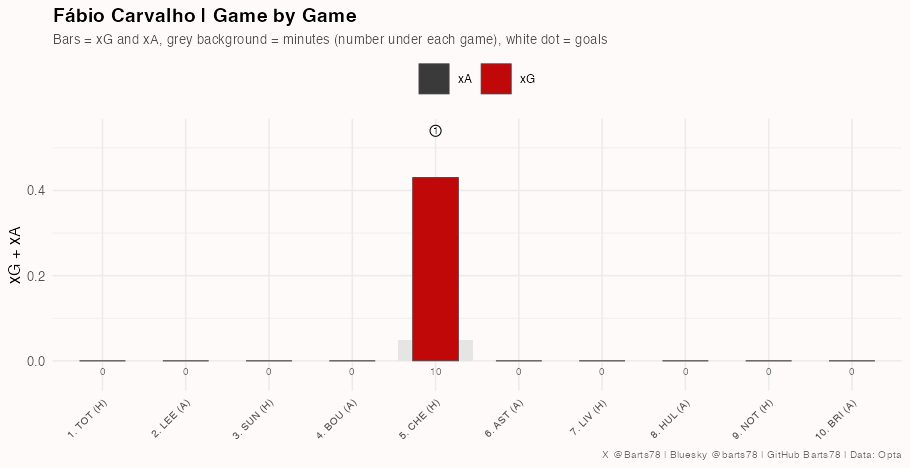 Fábio Carvalho | Game by Game
Bars = xG and xA, grey background = minutes (number under each game), white dot = goals
xA xG
1
0.4
0.2
0.0
xG + xA
0 0 0 0 10 0 0 0 0 0
1. TOT (H)
2. LEE (A)
3. SUN (H)
4. BOU (A)
5. CHE (H)
6. AST (A)
7. LIV (H)
8. HUL (A)
9. NOT (H)
10. BRI (A)
X @Barts78 | Bluesky @barts78 | GitHub Barts78 | Data: Opta